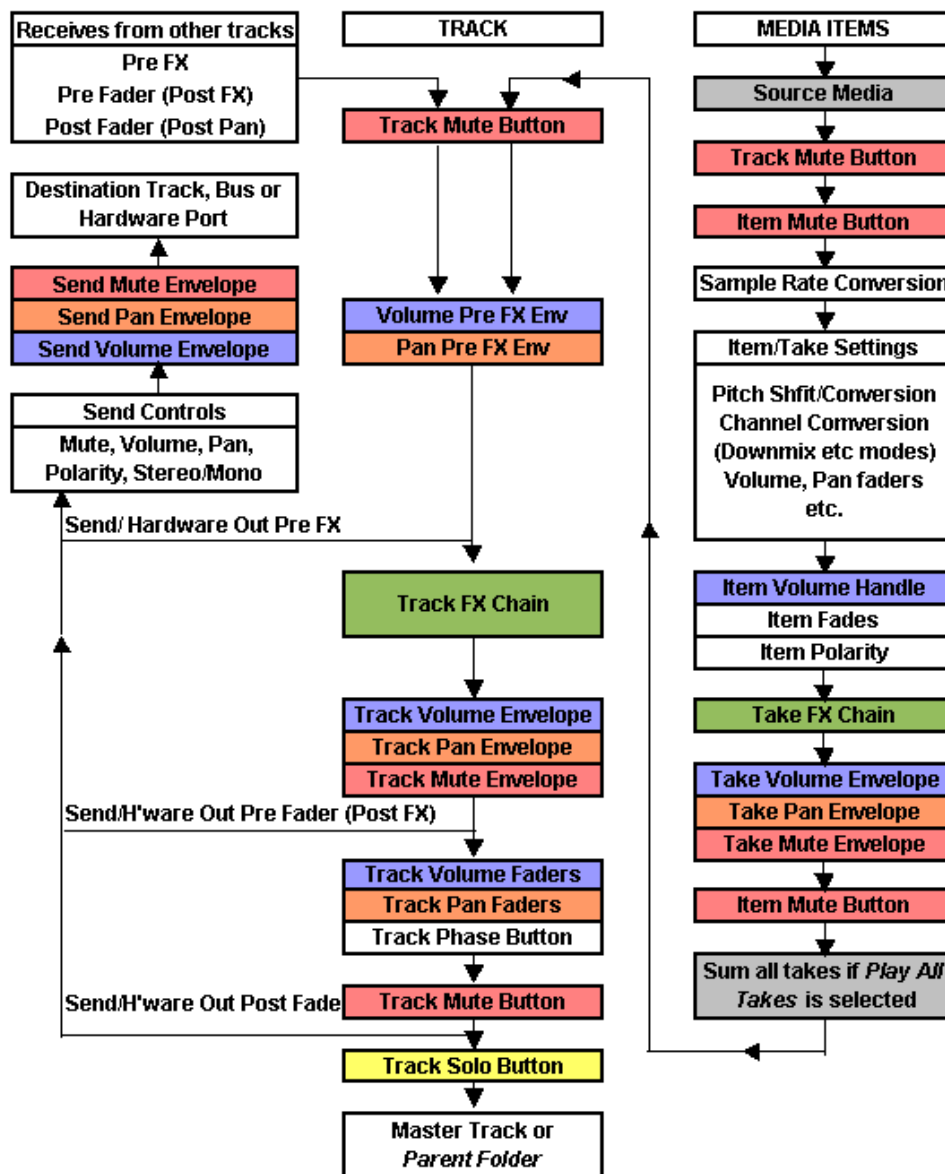 Receives from other tracks
Pre FX
Pre Fader (Post FX)
Post Fader (Post Pan)
Destination Track, Bus or
Hardware Port
Send Mute Envelope
Send Pan Envelope
Send Volume Envelope
Send Controls
Mute, Volume, Pan,
Polarity, Stereo/Mono
Send/ Hardware Out Pre FX
Send/H'ware Out Pre Fader (Post FX)
Send/H'ware Out Post Fade
TRACK
Track Mute Button
Volume Pre FX Env
Pan Pre FX Env
Track FX Chain
Track Volume Envelope
Track Pan Envelope
Track Mute Envelope
Track Volume Faders
Track Pan Faders
Track Phase Button
Track Mute Button
Track Solo Button
Master Track or
Parent Folder
MEDIA ITEMS
Source Media
Track Mute Button
Item Mute Button
Sample Rate Conversion
Item/Take Settings
Pitch Shfit/Conversion
Channel Comversion
(Downmix etc modes)
Volume, Pan faders
etc.
Item Volume Handle
Item Fades
Item Polarity
Take FX Chain
Take Volume Envelope
Take Pan Envelope
Take Mute Envelope
Item Mute Button
Sum all takes if Play All
Takes is selected